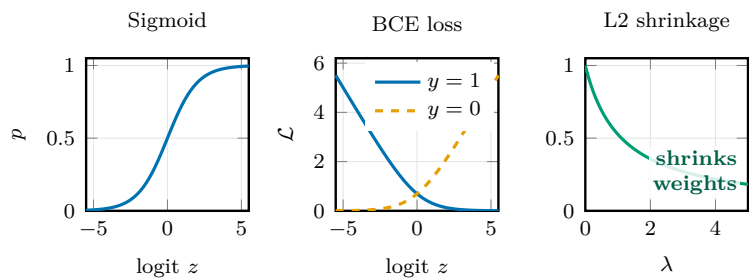 Sigmoid
1
0.5
0
−5
0
5
p
logit z
BCE loss
6
4
2
0
−5
0
5
ℒ
logit z
y = 1
y = 0
L2 shrinkage
1
0.5
0
0
2
4
λ
shrinks
weights